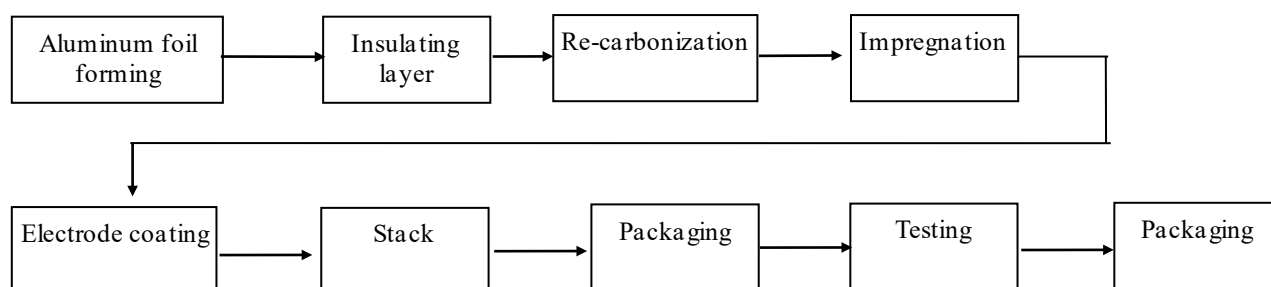 Aluminum foil
forming
Insulating
layer
Re-carbonization
Impregnation
Electrode coating
Stack
Packaging
Testing
Packaging